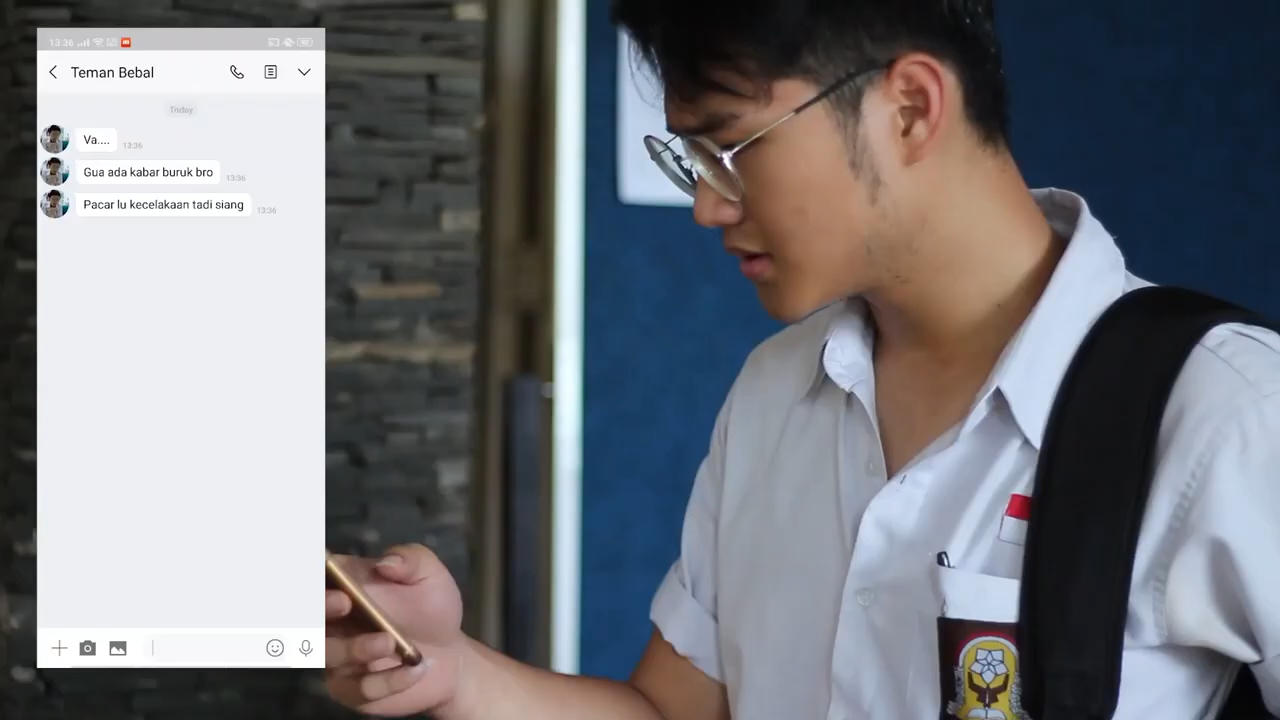 13:36
Teman Bebal
Today
Va....
13:36
Gua ada kabar buruk bro
13:36
Pacar lu kecelakaan tadi siang
13:36